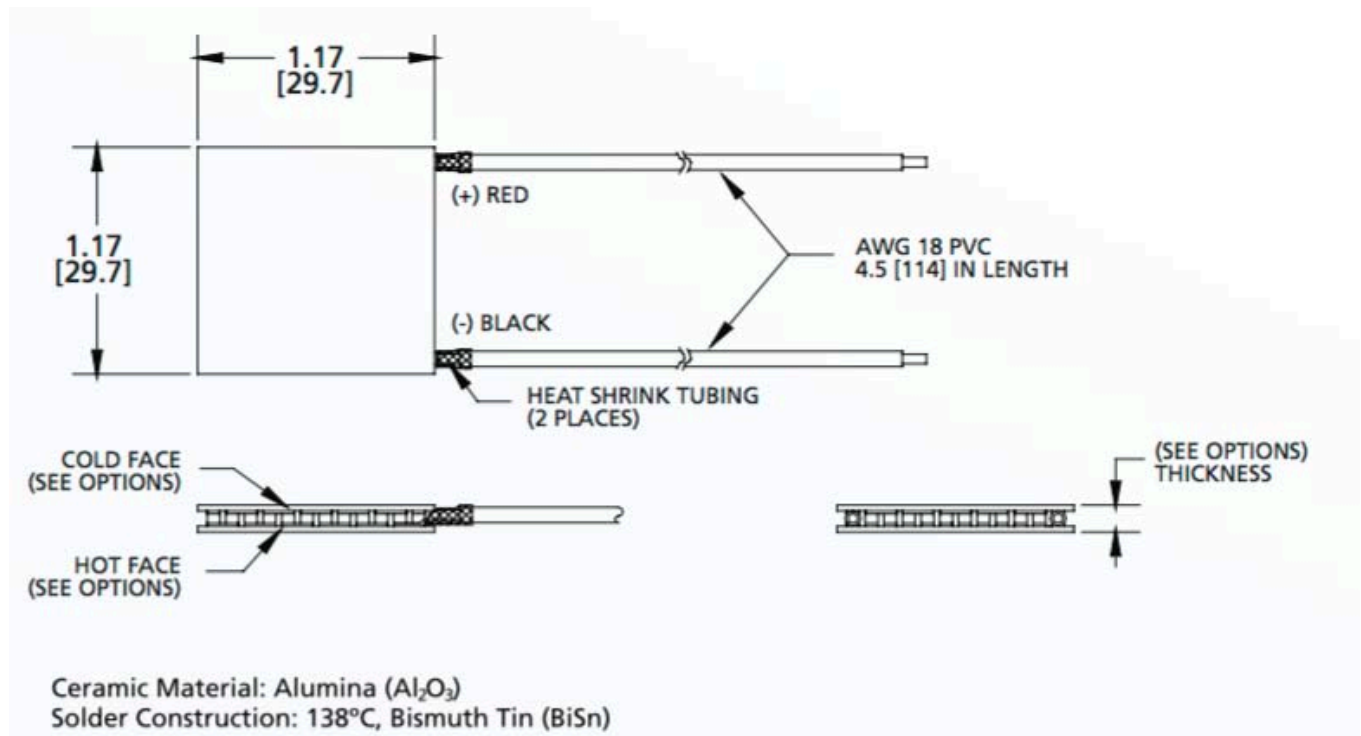 1.17
[29.7]
(+) RED
1.17
[29.7]
AWG 18 PVC
4.5 [114] IN LENGTH
(-) BLACK
HEAT SHRINK TUBING
(2 PLACES)
COLD FACE
(SEE OPTIONS)
(SEE OPTIONS)
THICKNESS
HOT FACE
(SEE OPTIONS)
Ceramic Material: Alumina (Al₂O₃)
Solder Construction: 138ºC, Bismuth Tin (BiSn)